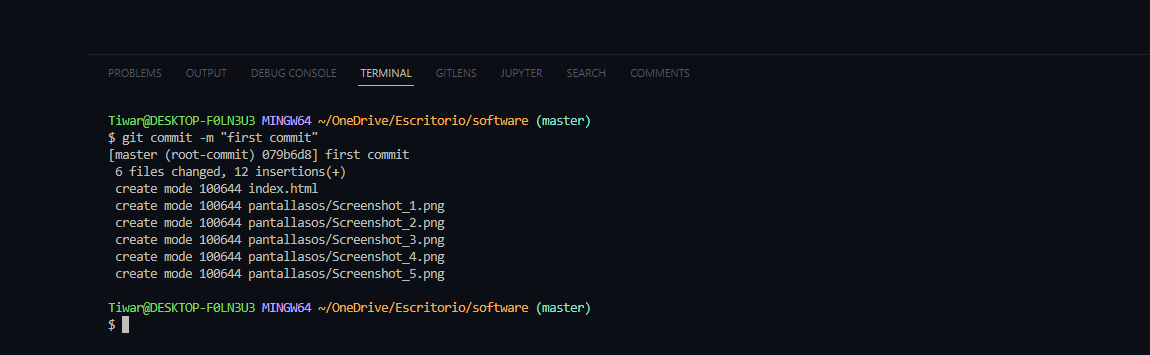 PROBLEMS OUTPUT DEBUG CONSOLE TERMINAL GITLENS JUPYTER SEARCH COMMENTS
Tiwar@DESKTOP-F0LN3U3 MINGW64 ~/OneDrive/Escritorio/software (master)
$ git commit -m "first commit"
[master (root-commit) 079b6d8] first commit
 6 files changed, 12 insertions(+)
 create mode 100644 index.html
 create mode 100644 pantallasos/Screenshot_1.png
 create mode 100644 pantallasos/Screenshot_2.png
 create mode 100644 pantallasos/Screenshot_3.png
 create mode 100644 pantallasos/Screenshot_4.png
 create mode 100644 pantallasos/Screenshot_5.png
Tiwar@DESKTOP-F0LN3U3 MINGW64 ~/OneDrive/Escritorio/software (master)
$